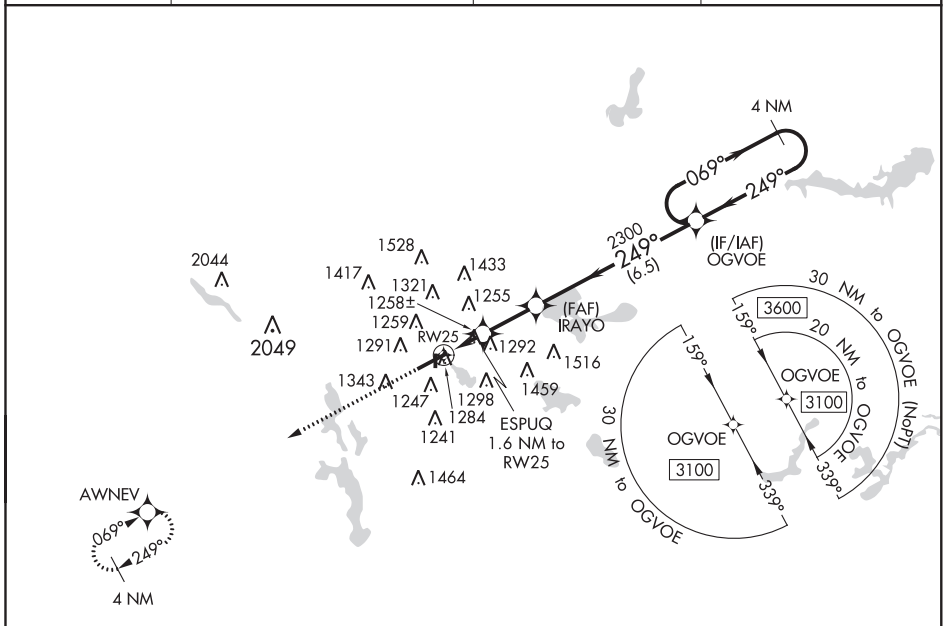 4 NM
069°
249°
2300
249°
(6.5)
(IF/IAF)
OGVOE
2044
1528
1417
1433
1321
1258±
1255
(FAF)
IRAYO
1259
RW25
2049
1291
1292
1516
1343
1459
1247
1298
1284
1241
ESPUQ
1.6 NM to
RW25
1464
30 NM to OGVOE (NoPT)
159°
3600
20 NM to OGVOE
OGVOE
3100
339°
159°
OGVOE
3100
339°
30 NM to OGVOE
AWNEV
069°
249°
4 NM